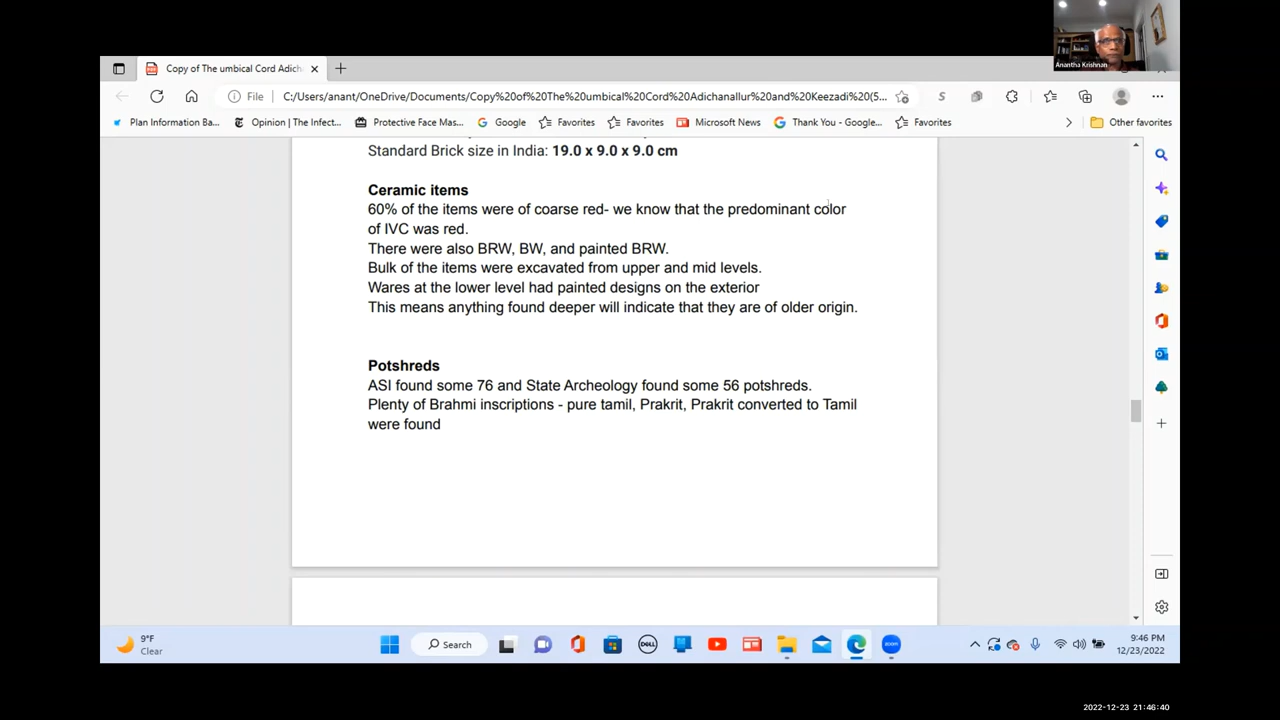 Anantha Krishnan
Copy of The umbical Cord Adicha
File C:/Users/anant/OneDrive/Documents/Copy%20of%20The%20umbical%20Cord%20Adichanallur%20and%20Keezadi%20(5...
Plan Information Ba... Opinion | The Infect... Protective Face Mas... Google Favorites Favorites Microsoft News Thank You - Google... Favorites Other favorites
Standard Brick size in India: 19.0 x 9.0 x 9.0 cm
Ceramic items
60% of the items were of coarse red- we know that the predominant color
of IVC was red.
There were also BRW, BW, and painted BRW.
Bulk of the items were excavated from upper and mid levels.
Wares at the lower level had painted designs on the exterior
This means anything found deeper will indicate that they are of older origin.
Potshreds
ASI found some 76 and State Archeology found some 56 potshreds.
Plenty of Brahmi inscriptions - pure tamil, Prakrit, Prakrit converted to Tamil
were found
9°F
Clear
Search
DELL
zoom
9:46 PM
12/23/2022
2022-12-23 21:46:40